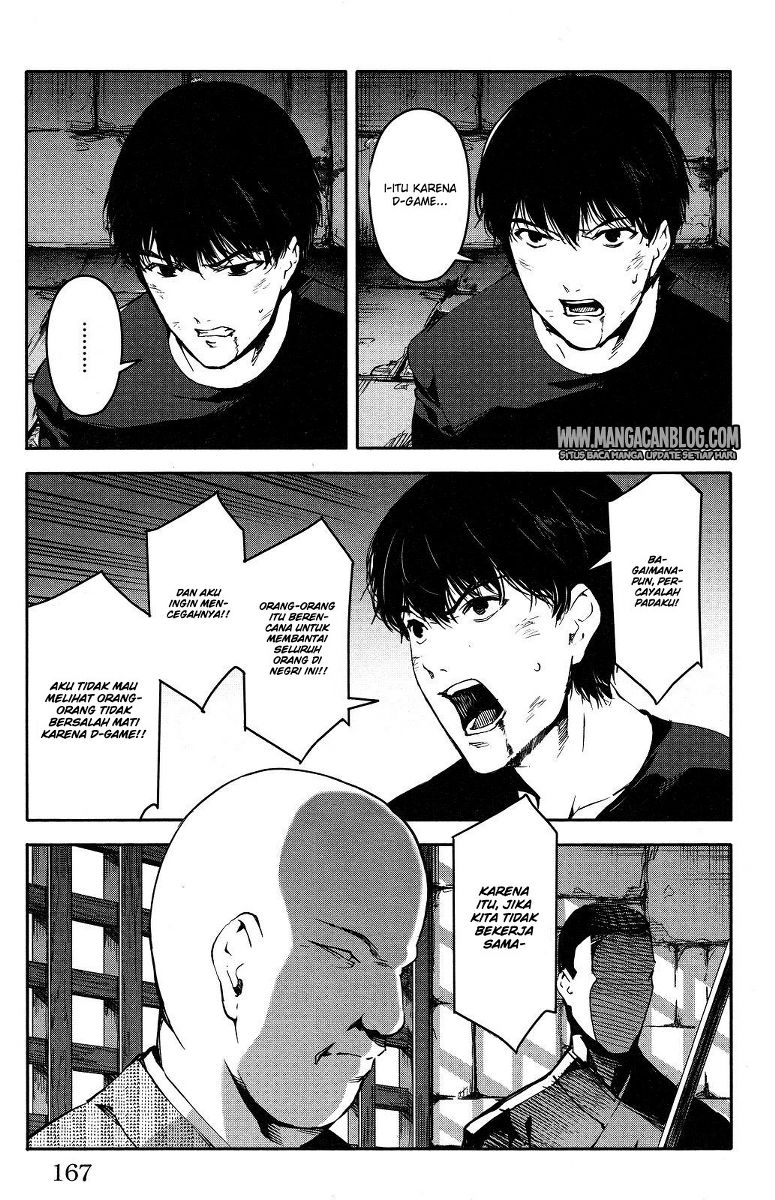 I-ITU KARENA
D-GAME...
.......
WWW.MANGACANBLOG.COM
SITUS BACA MANGA UPDATE SETIAP HARI
BA-
GAIMANA-
PUN, PER-
CAYALAH
PADAKU!
ORANG-ORANG
ITU BEREN-
CANA UNTUK
MEMBANTAI
SELURUH
ORANG DI
NEGRI INI!!
DAN AKU
INGIN MEN-
CEGAHNYA!!
AKU TIDAK MAU
MELIHAT ORANG-
ORANG TIDAK
BERSALAH MATI
KARENA D-GAME!!
KARENA
ITU, JIKA
KITA TIDAK
BEKERJA
SAMA-
167